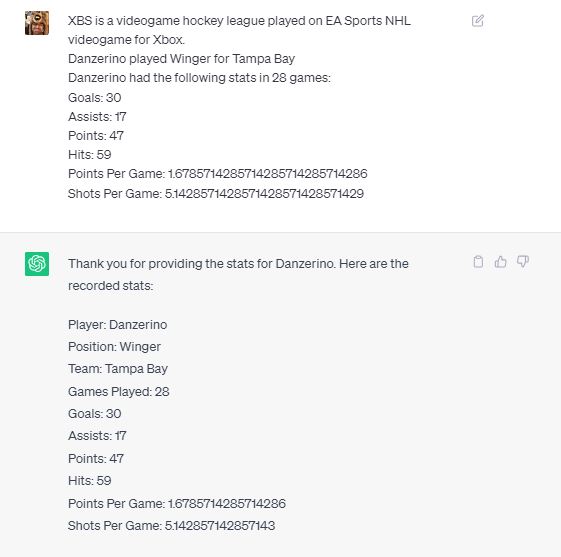 XBS is a videogame hockey league played on EA Sports NHL
videogame for Xbox.
Danzerino played Winger for Tampa Bay
Danzerino had the following stats in 28 games:
Goals: 30
Assists: 17
Points: 47
Hits: 59
Points Per Game: 1.6785714285714285714285714286
Shots Per Game: 5.1428571428571428571428571429
Thank you for providing the stats for Danzerino. Here are the
recorded stats:
Player: Danzerino
Position: Winger
Team: Tampa Bay
Games Played: 28
Goals: 30
Assists: 17
Points: 47
Hits: 59
Points Per Game: 1.6785714285714286
Shots Per Game: 5.142857142857143